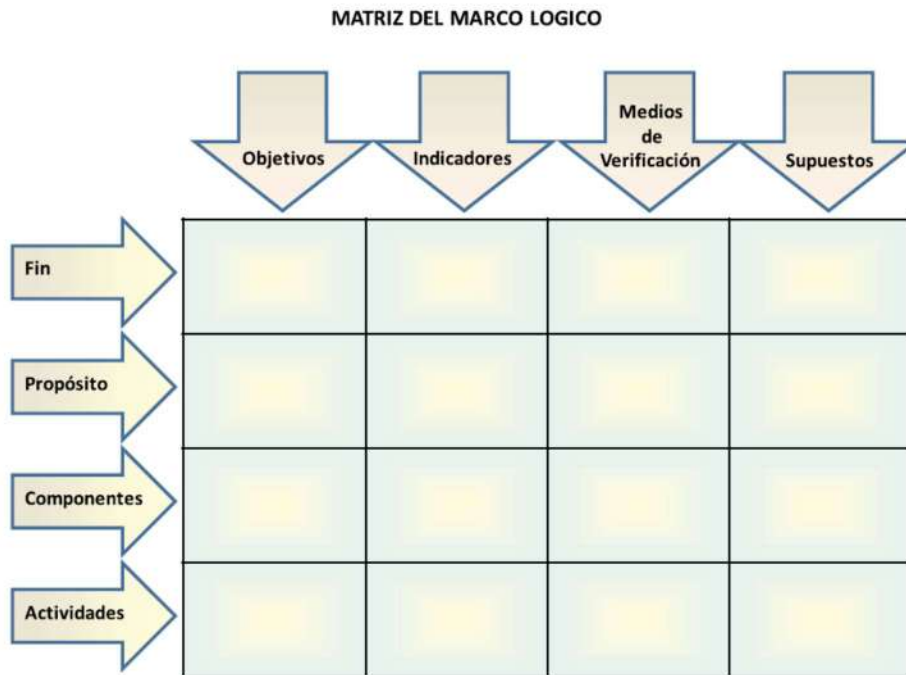 MATRIZ DEL MARCO LOGICO
Objetivos
Indicadores
Medios
de
Verificación
Supuestos
Fin
Propósito
Componentes
Actividades